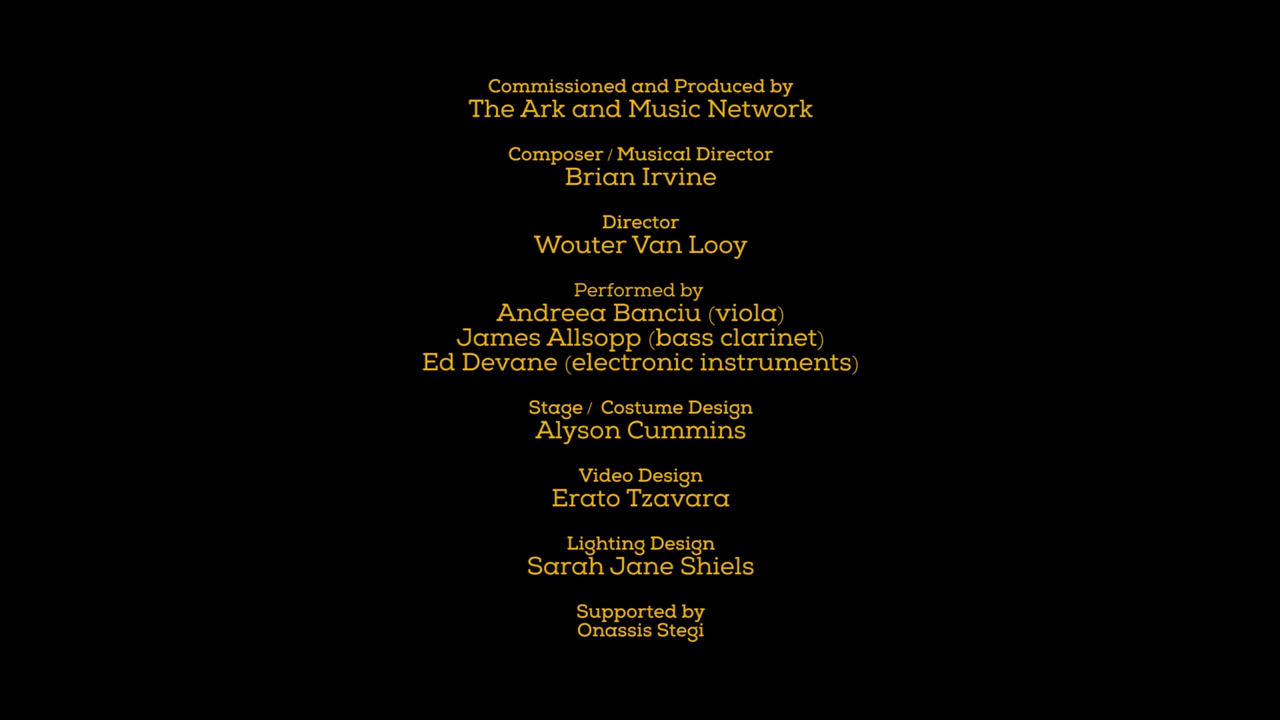 Commissioned and Produced by
The Ark and Music Network
Composer / Musical Director
Brian Irvine
Director
Wouter Van Looy
Performed by
Andreea Banciu (viola)
James Allsopp (bass clarinet)
Ed Devane (electronic instruments)
Stage / Costume Design
Alyson Cummins
Video Design
Erato Tzavara
Lighting Design
Sarah Jane Shiels
Supported by
Onassis Stegi